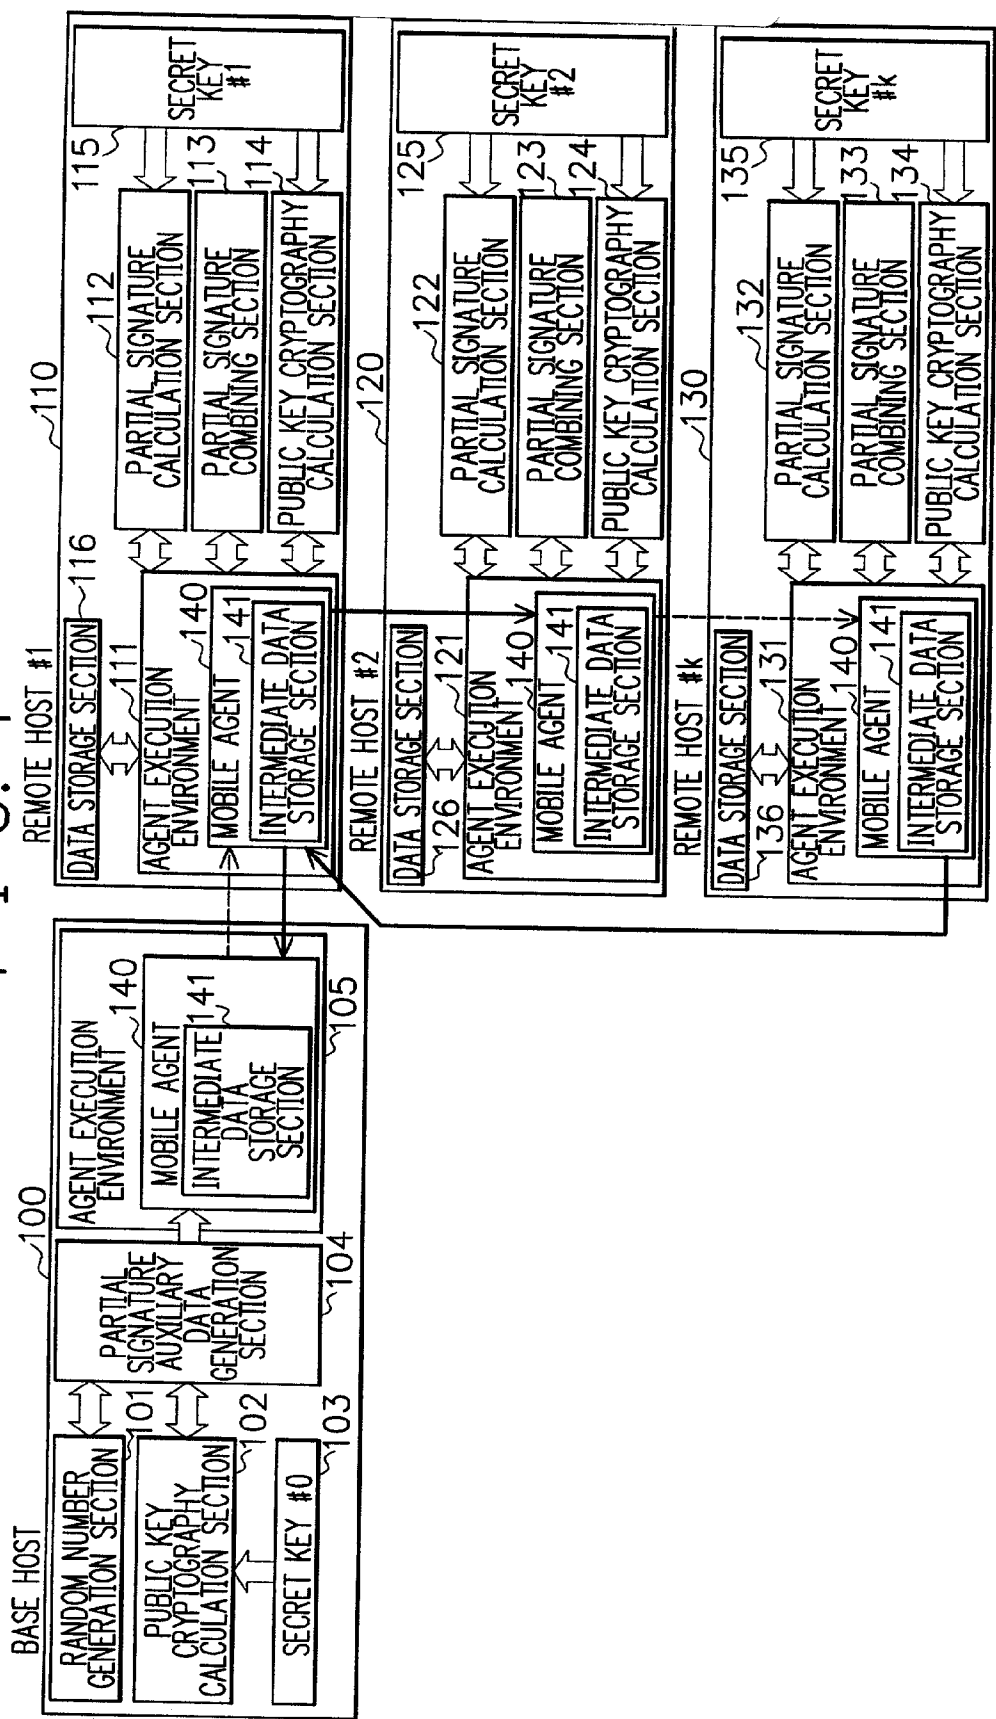 BASE HOST
100
RANDOM NUMBER
GENERATION SECTION
101
PUBLIC KEY
CRYPTOGRAPHY
CALCULATION SECTION
102
SECRET KEY #0
103
PARTIAL
SIGNATURE
AUXILIARY
DATA
GENERATION
SECTION
104
AGENT EXECUTION
ENVIRONMENT
140
MOBILE AGENT
141
INTERMEDIATE
DATA
STORAGE
SECTION
105
REMOTE HOST #1
110
DATA STORAGE SECTION
116
111
AGENT EXECUTION
ENVIRONMENT
140
MOBILE AGENT
141
INTERMEDIATE DATA
STORAGE SECTION
112
PARTIAL SIGNATURE
CALCULATION SECTION
PARTIAL SIGNATURE
COMBINING SECTION
113
PUBLIC KEY CRYPTOGRAPHY
CALCULATION SECTION
114
115
SECRET
KEY
#1
REMOTE HOST #2
120
DATA STORAGE SECTION
126
121
AGENT EXECUTION
ENVIRONMENT
140
MOBILE AGENT
141
INTERMEDIATE DATA
STORAGE SECTION
122
PARTIAL SIGNATURE
CALCULATION SECTION
PARTIAL SIGNATURE
COMBINING SECTION
123
PUBLIC KEY CRYPTOGRAPHY
CALCULATION SECTION
124
125
SECRET
KEY
#2
REMOTE HOST #k
130
DATA STORAGE SECTION
136
131
AGENT EXECUTION
ENVIRONMENT
140
MOBILE AGENT
141
INTERMEDIATE DATA
STORAGE SECTION
132
PARTIAL SIGNATURE
CALCULATION SECTION
PARTIAL SIGNATURE
COMBINING SECTION
133
PUBLIC KEY CRYPTOGRAPHY
CALCULATION SECTION
134
135
SECRET
KEY
#k